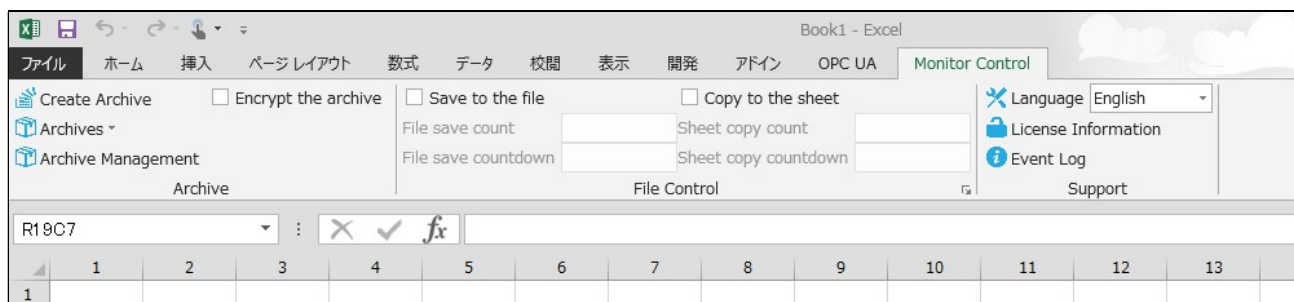 Book1 - Excel
ファイル ホーム 挿入 ページ レイアウト 数式 データ 校閲 表示 開発 アドイン OPC UA Monitor Control
Create Archive Encrypt the archive Save to the file Copy to the sheet Language English
Archives File save count Sheet copy count License Information
Archive Management File save countdown Sheet copy countdown Event Log
Archive File Control Support
R19C7 fx
1 2 3 4 5 6 7 8 9 10 11 12 13
1